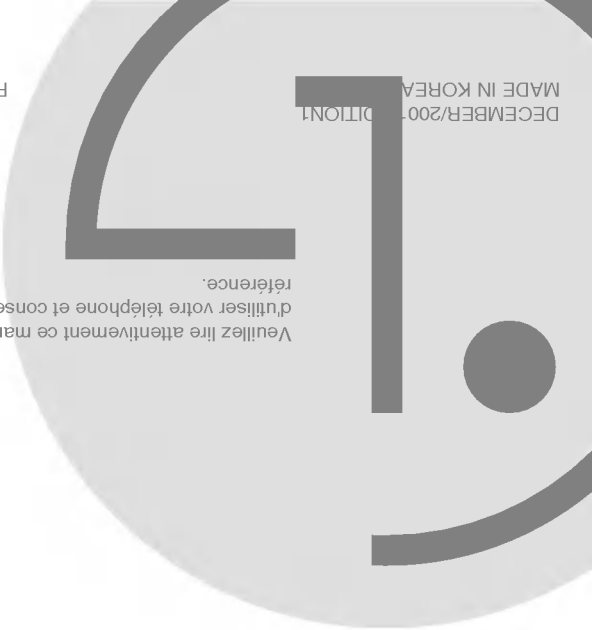 Veuillez lire attentivement ce
d'utiliser votre téléphone et
référence.
DECEMBER/200
MADE IN KOREA